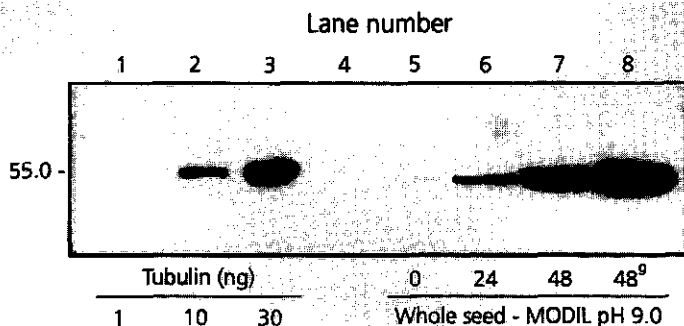 Lane number
1 2 3 4 5 6 7 8
55.0 -
Tubulin (ng) 0 24 48 48g
1 10 30 Whole seed - MODIL pH 9.0